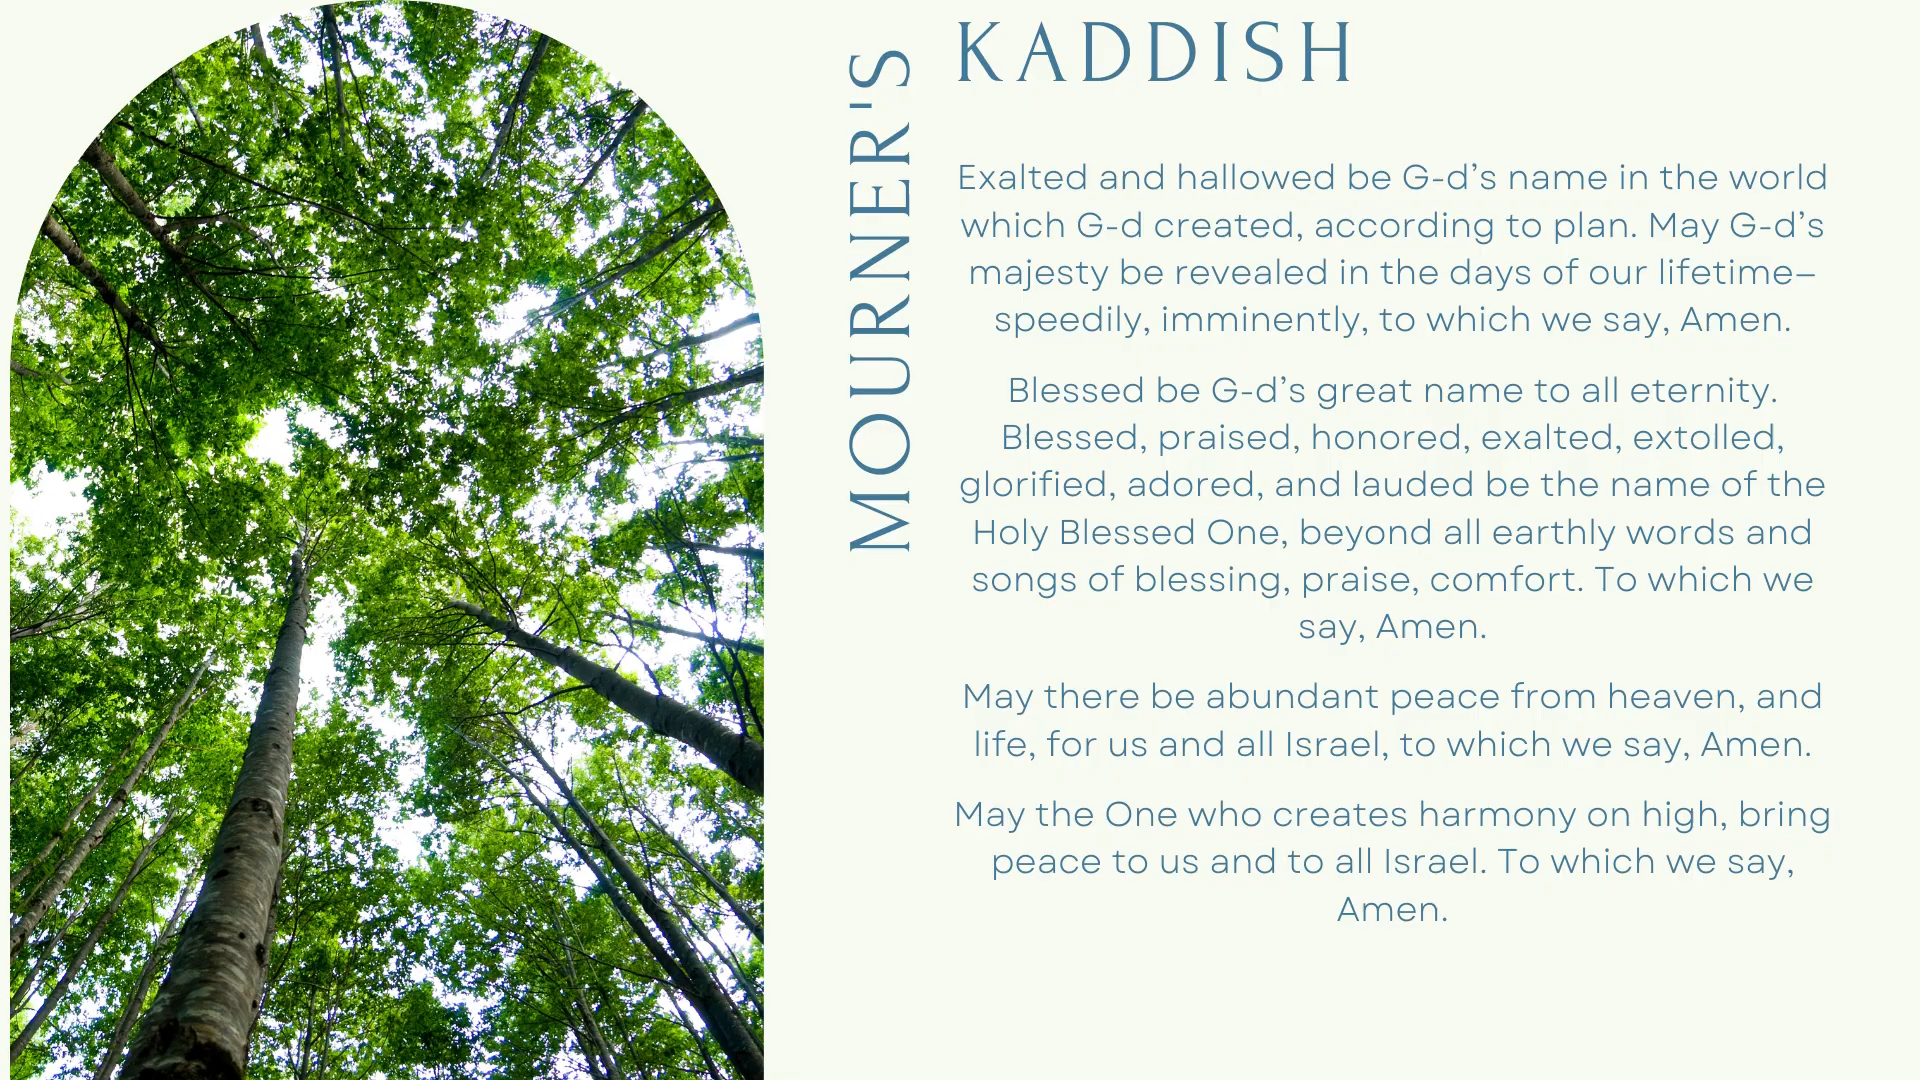 MOURNER'S
KADDISH
Exalted and hallowed be G-d’s name in the world
which G-d created, according to plan. May G-d’s
majesty be revealed in the days of our lifetime—
speedily, imminently, to which we say, Amen.
Blessed be G-d’s great name to all eternity.
Blessed, praised, honored, exalted, extolled,
glorified, adored, and lauded be the name of the
Holy Blessed One, beyond all earthly words and
songs of blessing, praise, comfort. To which we
say, Amen.
May there be abundant peace from heaven, and
life, for us and all Israel, to which we say, Amen.
May the One who creates harmony on high, bring
peace to us and to all Israel. To which we say,
Amen.